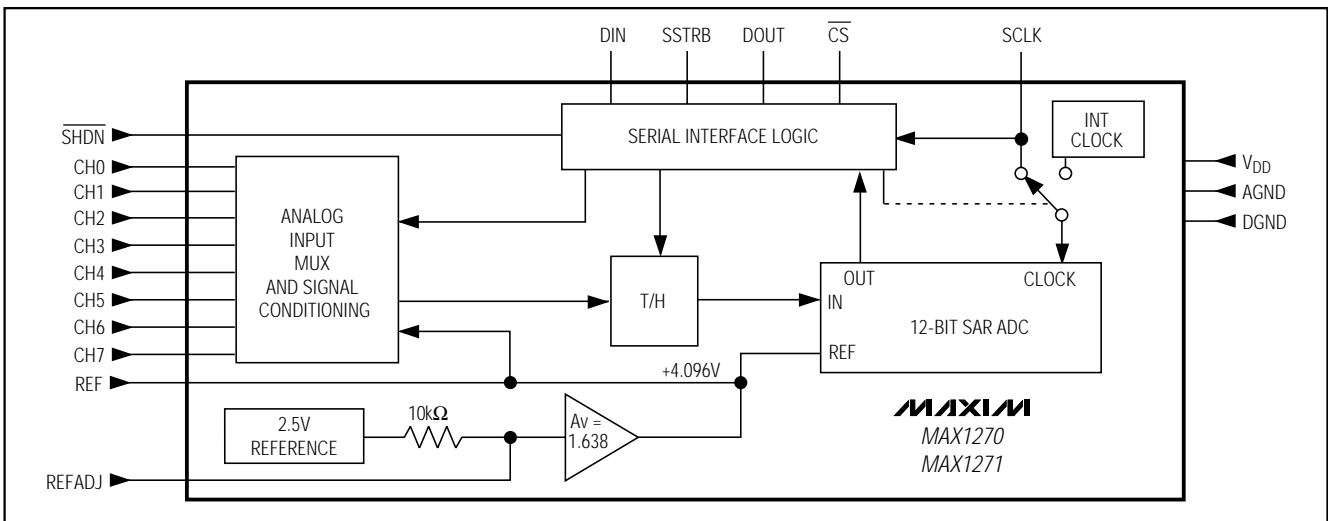 DIN SSTRB DOUT C̅S̅ SCLK
S̅H̅D̅N̅
CH0
CH1
CH2
CH3
CH4
CH5
CH6
CH7
REF
REFADJ
SERIAL INTERFACE LOGIC
INT
CLOCK
VDD
AGND
DGND
ANALOG
INPUT
MUX
AND SIGNAL
CONDITIONING
T/H
OUT CLOCK
IN
12-BIT SAR ADC
REF
+4.096V
2.5V
REFERENCE
10kΩ
Av =
1.638
MAXIM
MAX1270
MAX1271